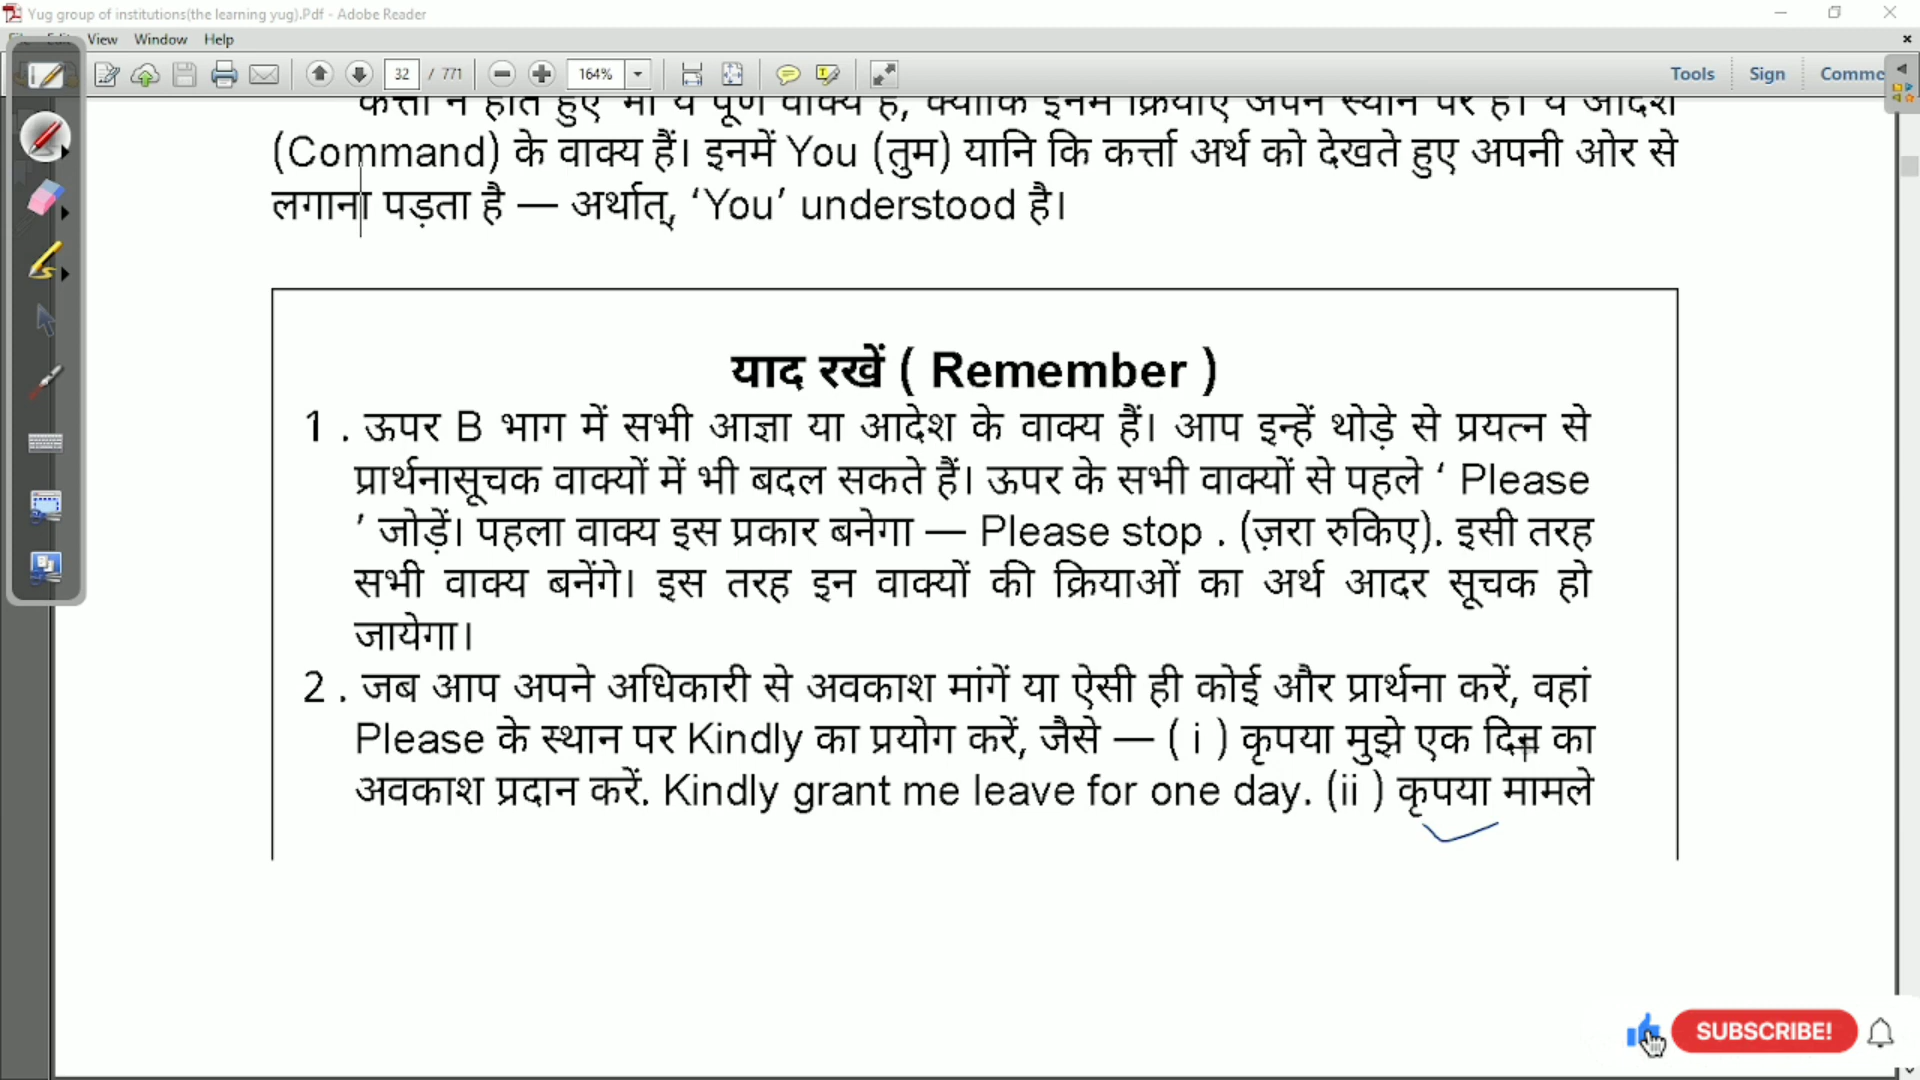 Yug group of institutions(the learning yug).Pdf - Adobe Reader
View Window Help
32 / 771 164% Tools Sign Comme
कर्त्ता न होते हुए भी ये पूर्ण वाक्य हैं, क्योंकि इनमें क्रियाएं अपने स्थान पर हैं। ये आदेश
(Command) के वाक्य हैं। इनमें You (तुम) यानि कि कर्त्ता अर्थ को देखते हुए अपनी ओर से
लगाना पड़ता है — अर्थात्, ‘You’ understood है।
याद रखें ( Remember )
1 . ऊपर B भाग में सभी आज्ञा या आदेश के वाक्य हैं। आप इन्हें थोड़े से प्रयत्न से
प्रार्थनासूचक वाक्यों में भी बदल सकते हैं। ऊपर के सभी वाक्यों से पहले ‘ Please
’ जोड़ें। पहला वाक्य इस प्रकार बनेगा — Please stop . (ज़रा रुकिए). इसी तरह
सभी वाक्य बनेंगे। इस तरह इन वाक्यों की क्रियाओं का अर्थ आदर सूचक हो
जायेगा।
2 . जब आप अपने अधिकारी से अवकाश मांगें या ऐसी ही कोई और प्रार्थना करें, वहां
Please के स्थान पर Kindly का प्रयोग करें, जैसे — ( i ) कृपया मुझे एक दिन का
अवकाश प्रदान करें. Kindly grant me leave for one day. (ii ) कृपया मामले
SUBSCRIBE!